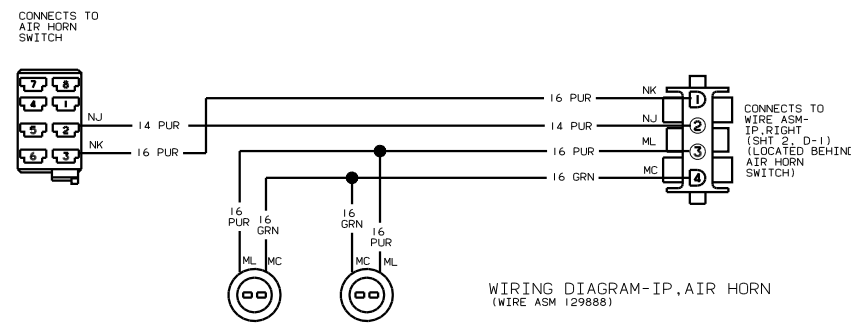 CONNECTS TO
AIR HORN
SWITCH
7 8
4 1
5 2
6 3
NJ
14 PUR
NK
16 PUR
16 PUR
NK
1
14 PUR
NJ
2
16 PUR
ML
3
16 GRN
MC
4
CONNECTS TO
WIRE ASM-
IP,RIGHT
(SHT 2, D-1)
(LOCATED BEHIND
AIR HORN
SWITCH)
16
PUR
16
GRN
16
GRN
16
PUR
ML
MC
MC
ML
WIRING DIAGRAM-IP,AIR HORN
(WIRE ASM 129888)